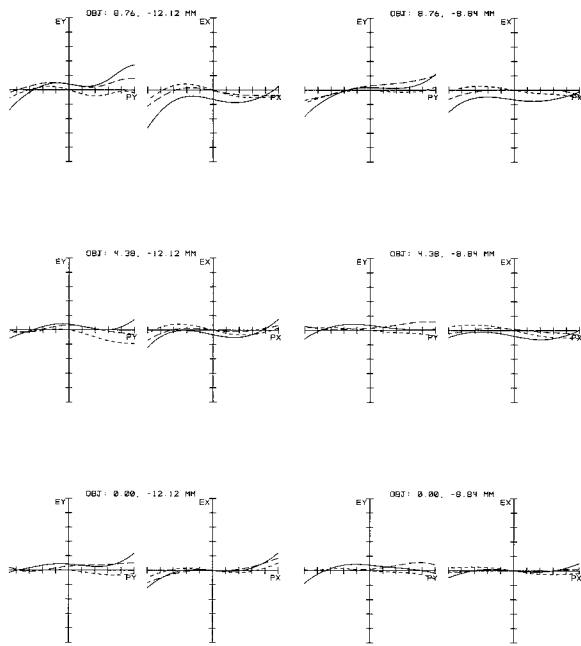 OBJ: 8.76, -12.12 MM
EY EX
PY PX
OBJ: 8.76, -8.84 MM
EY EX
PY PX
OBJ: 4.38, -12.12 MM
EY EX
PY PX
OBJ: 4.38, -8.84 MM
EY EX
PY PX
OBJ: 0.00, -12.12 MM
EY EX
PY PX
OBJ: 0.00, -8.84 MM
EY EX
PY PX